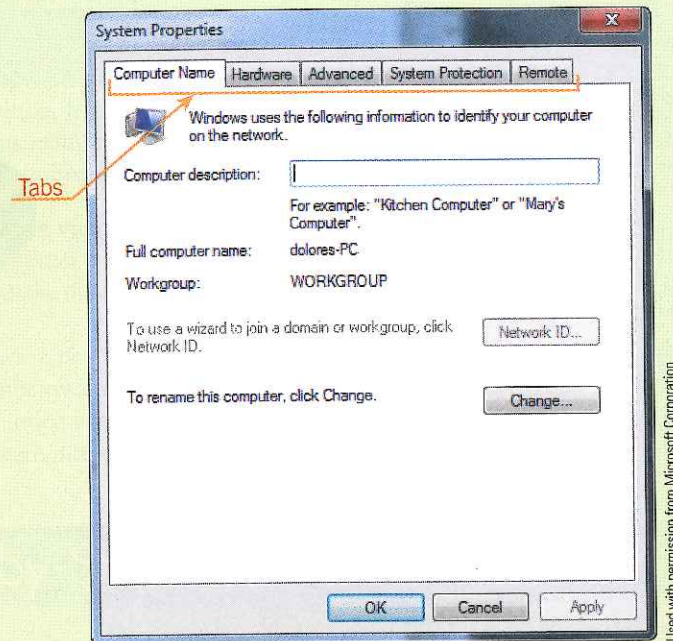 System Properties
X
Computer Name Hardware Advanced System Protection Remote
Windows uses the following information to identify your computer
on the network.
Tabs
Computer description:
For example: "Kitchen Computer" or "Mary's
Computer".
Full computer name: dolores-PC
Workgroup: WORKGROUP
To use a wizard to join a domain or workgroup, click
Network ID.
Network ID...
To rename this computer, click Change.
Change...
OK Cancel Apply
Used with permission from Microsoft Corporation